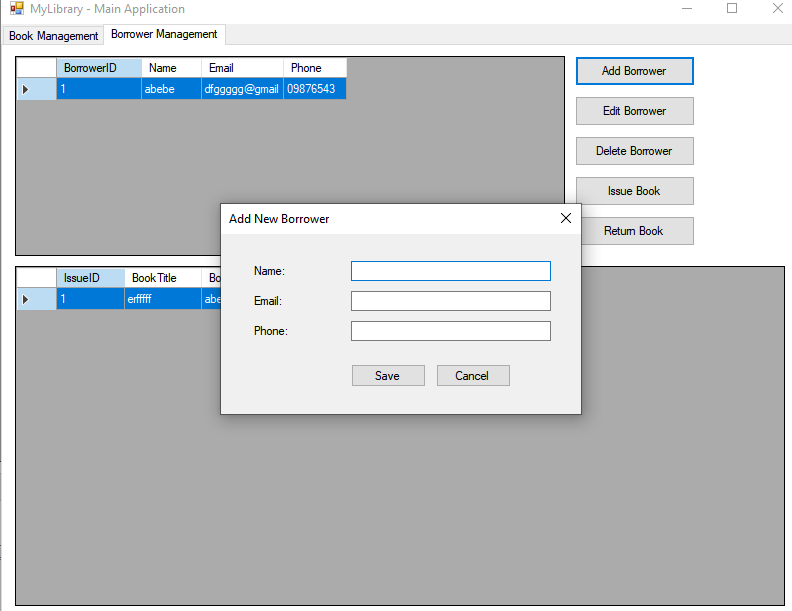 MyLibrary - Main Application
Book Management Borrower Management
BorrowerID Name Email Phone
1 abebe dfggggg@gmail 09876543
Add Borrower
Edit Borrower
Delete Borrower
Issue Book
Return Book
Add New Borrower
Name:
Email:
Phone:
Save Cancel
IssueID BookTitle Bo
1 erfffff abe